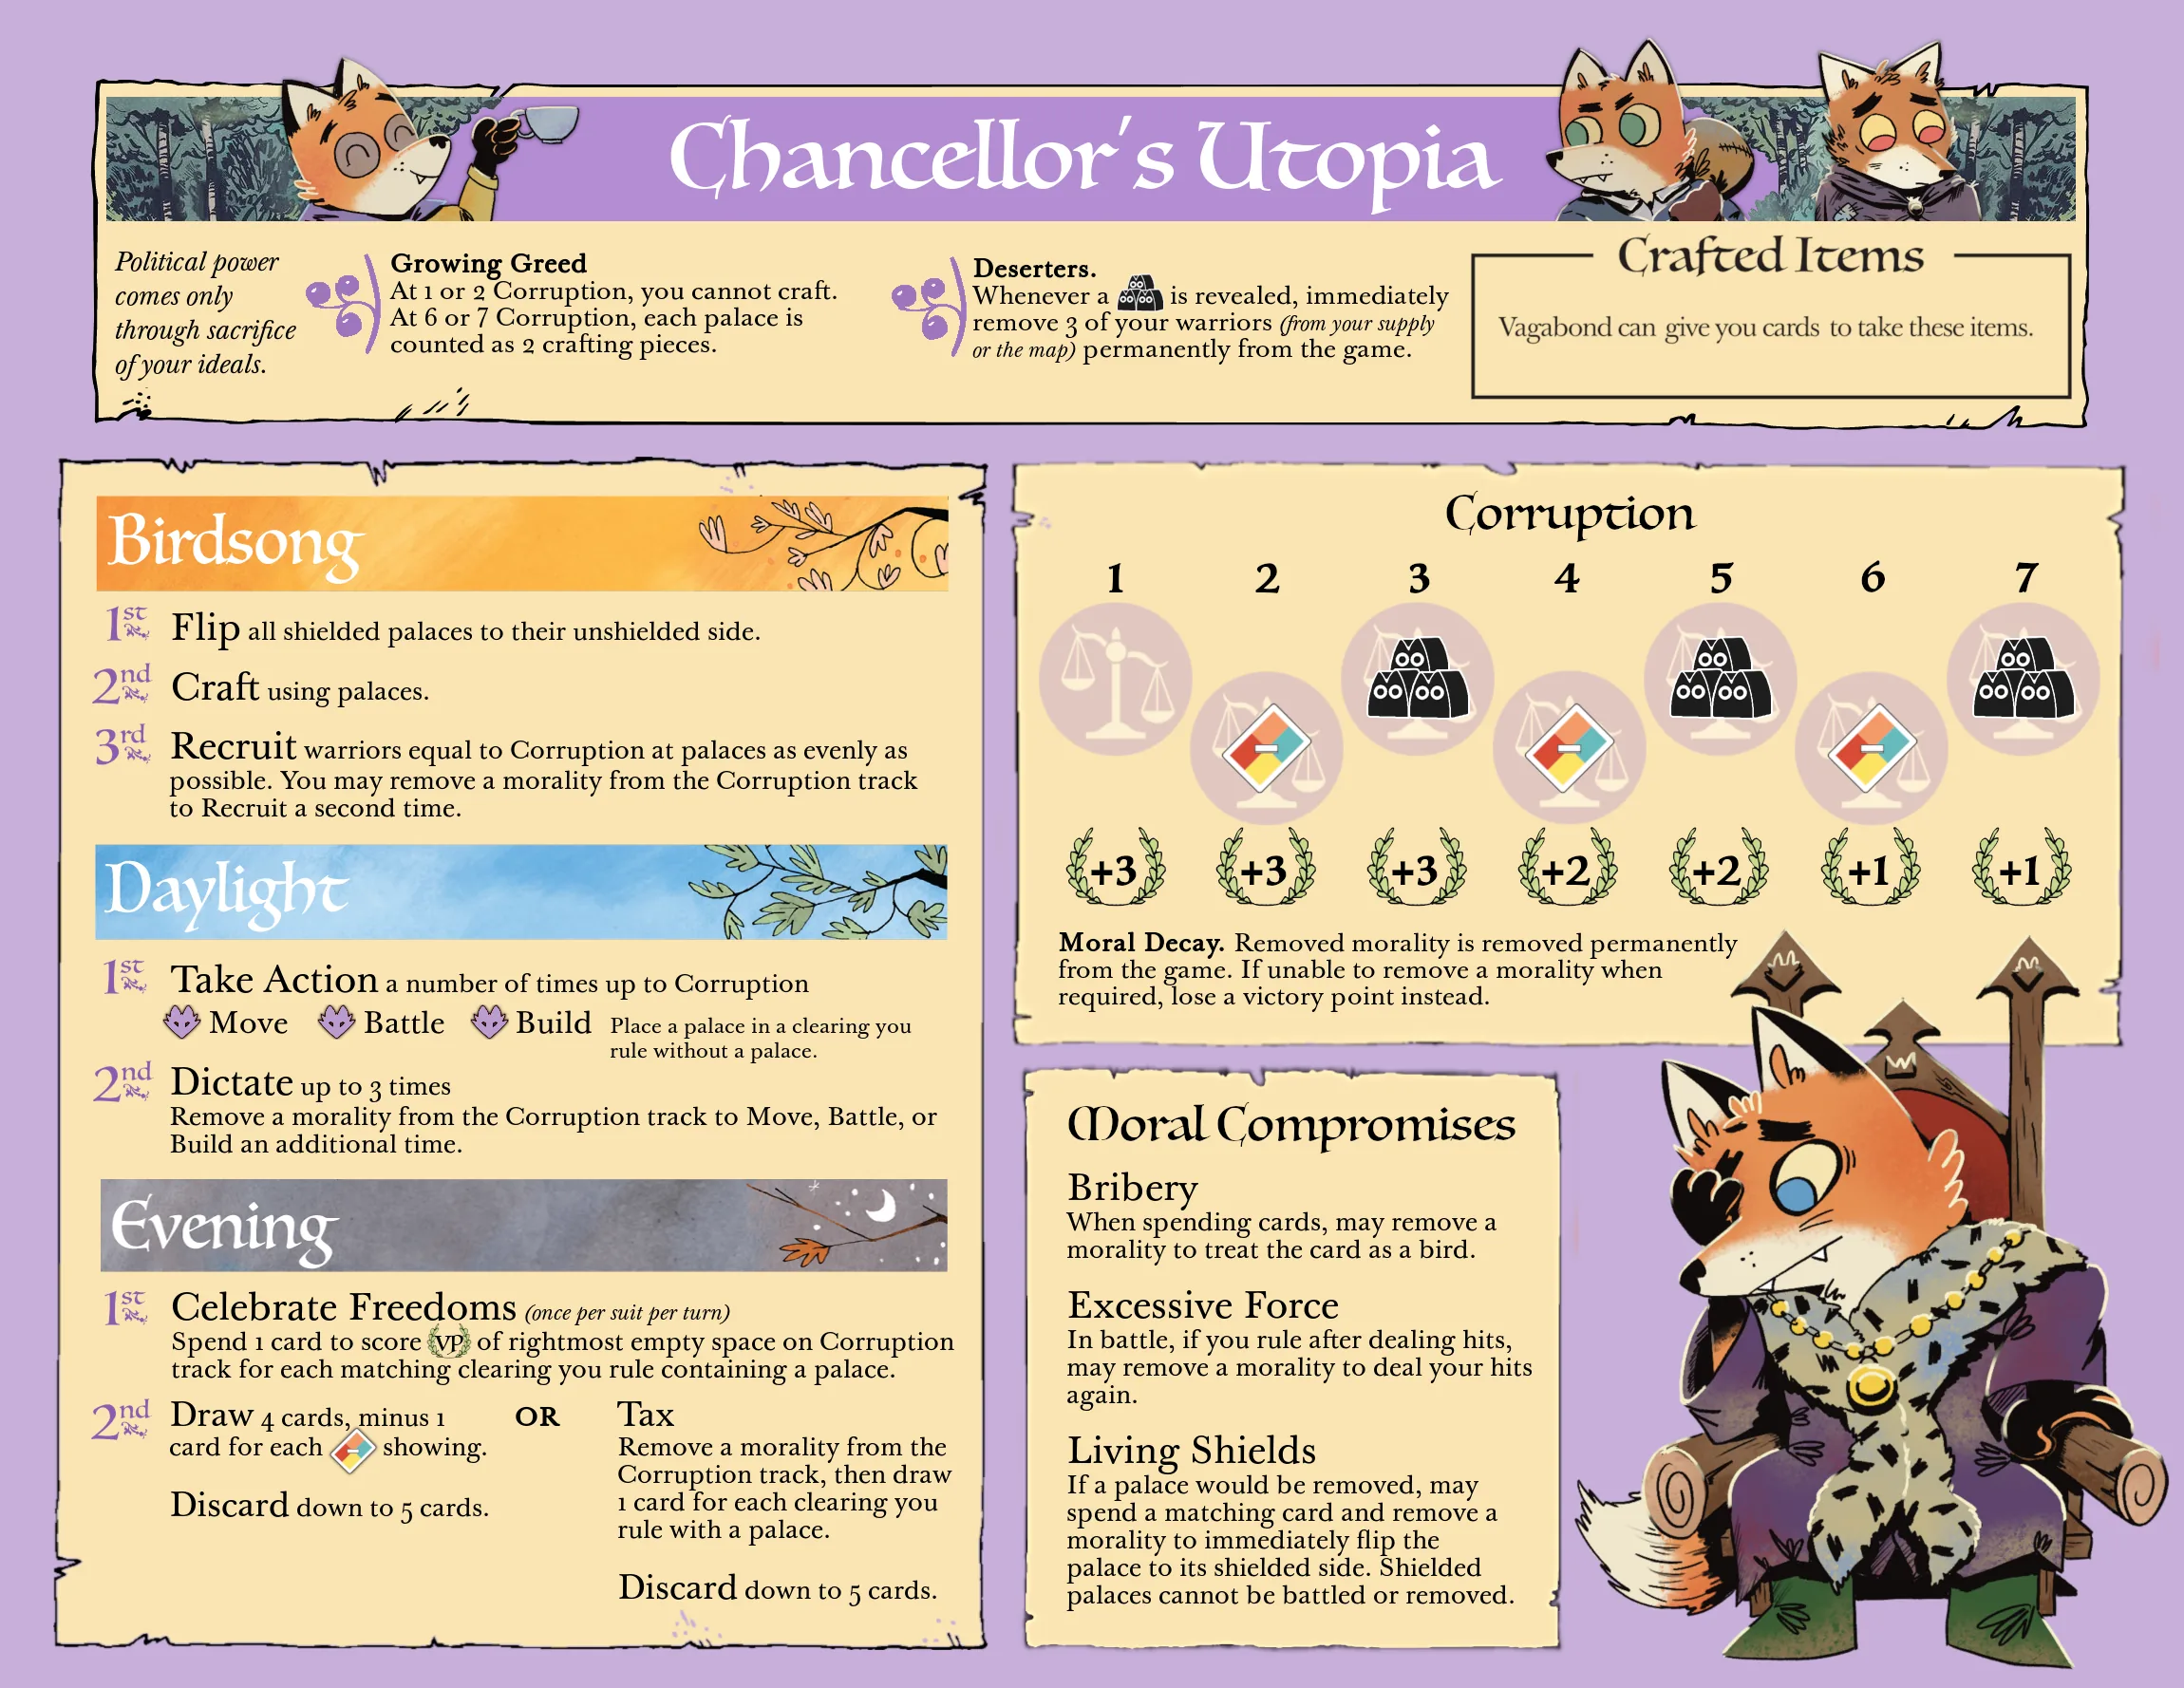 Chancellor's Utopia
Political power
comes only
through sacrifice
of your ideals.
Growing Greed
At 1 or 2 Corruption, you cannot craft.
At 6 or 7 Corruption, each palace is
counted as 2 crafting pieces.
Deserters.
Whenever a is revealed, immediately
remove 3 of your warriors (from your supply
or the map) permanently from the game.
Crafted Items
Vagabond can give you cards to take these items.
Birdsong
1st Flip all shielded palaces to their unshielded side.
2nd Craft using palaces.
3rd Recruit warriors equal to Corruption at palaces as evenly as
possible. You may remove a morality from the Corruption track
to Recruit a second time.
Daylight
1st Take Action a number of times up to Corruption
Move Battle Build Place a palace in a clearing you
rule without a palace.
2nd Dictate up to 3 times
Remove a morality from the Corruption track to Move, Battle, or
Build an additional time.
Evening
1st Celebrate Freedoms (once per suit per turn)
Spend 1 card to score VP of rightmost empty space on Corruption
track for each matching clearing you rule containing a palace.
2nd Draw 4 cards, minus 1
card for each showing.
Discard down to 5 cards.
OR
Tax
Remove a morality from the
Corruption track, then draw
1 card for each clearing you
rule with a palace.
Discard down to 5 cards.
Corruption
1 2 3 4 5 6 7
+3 +3 +3 +2 +2 +1 +1
Moral Decay. Removed morality is removed permanently
from the game. If unable to remove a morality when
required, lose a victory point instead.
Moral Compromises
Bribery
When spending cards, may remove a
morality to treat the card as a bird.
Excessive Force
In battle, if you rule after dealing hits,
may remove a morality to deal your hits
again.
Living Shields
If a palace would be removed, may
spend a matching card and remove a
morality to immediately flip the
palace to its shielded side. Shielded
palaces cannot be battled or removed.